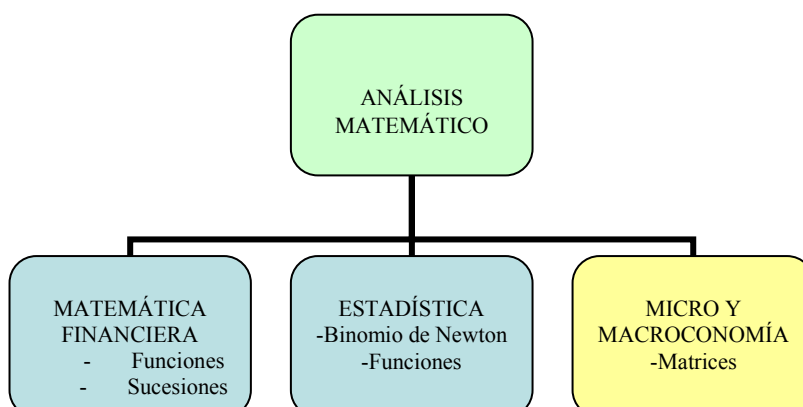 ANÁLISIS
MATEMÁTICO
MATEMÁTICA
FINANCIERA
- Funciones
- Sucesiones
ESTADÍSTICA
-Binomio de Newton
-Funciones
MICRO Y
MACROCONOMÍA
-Matrices